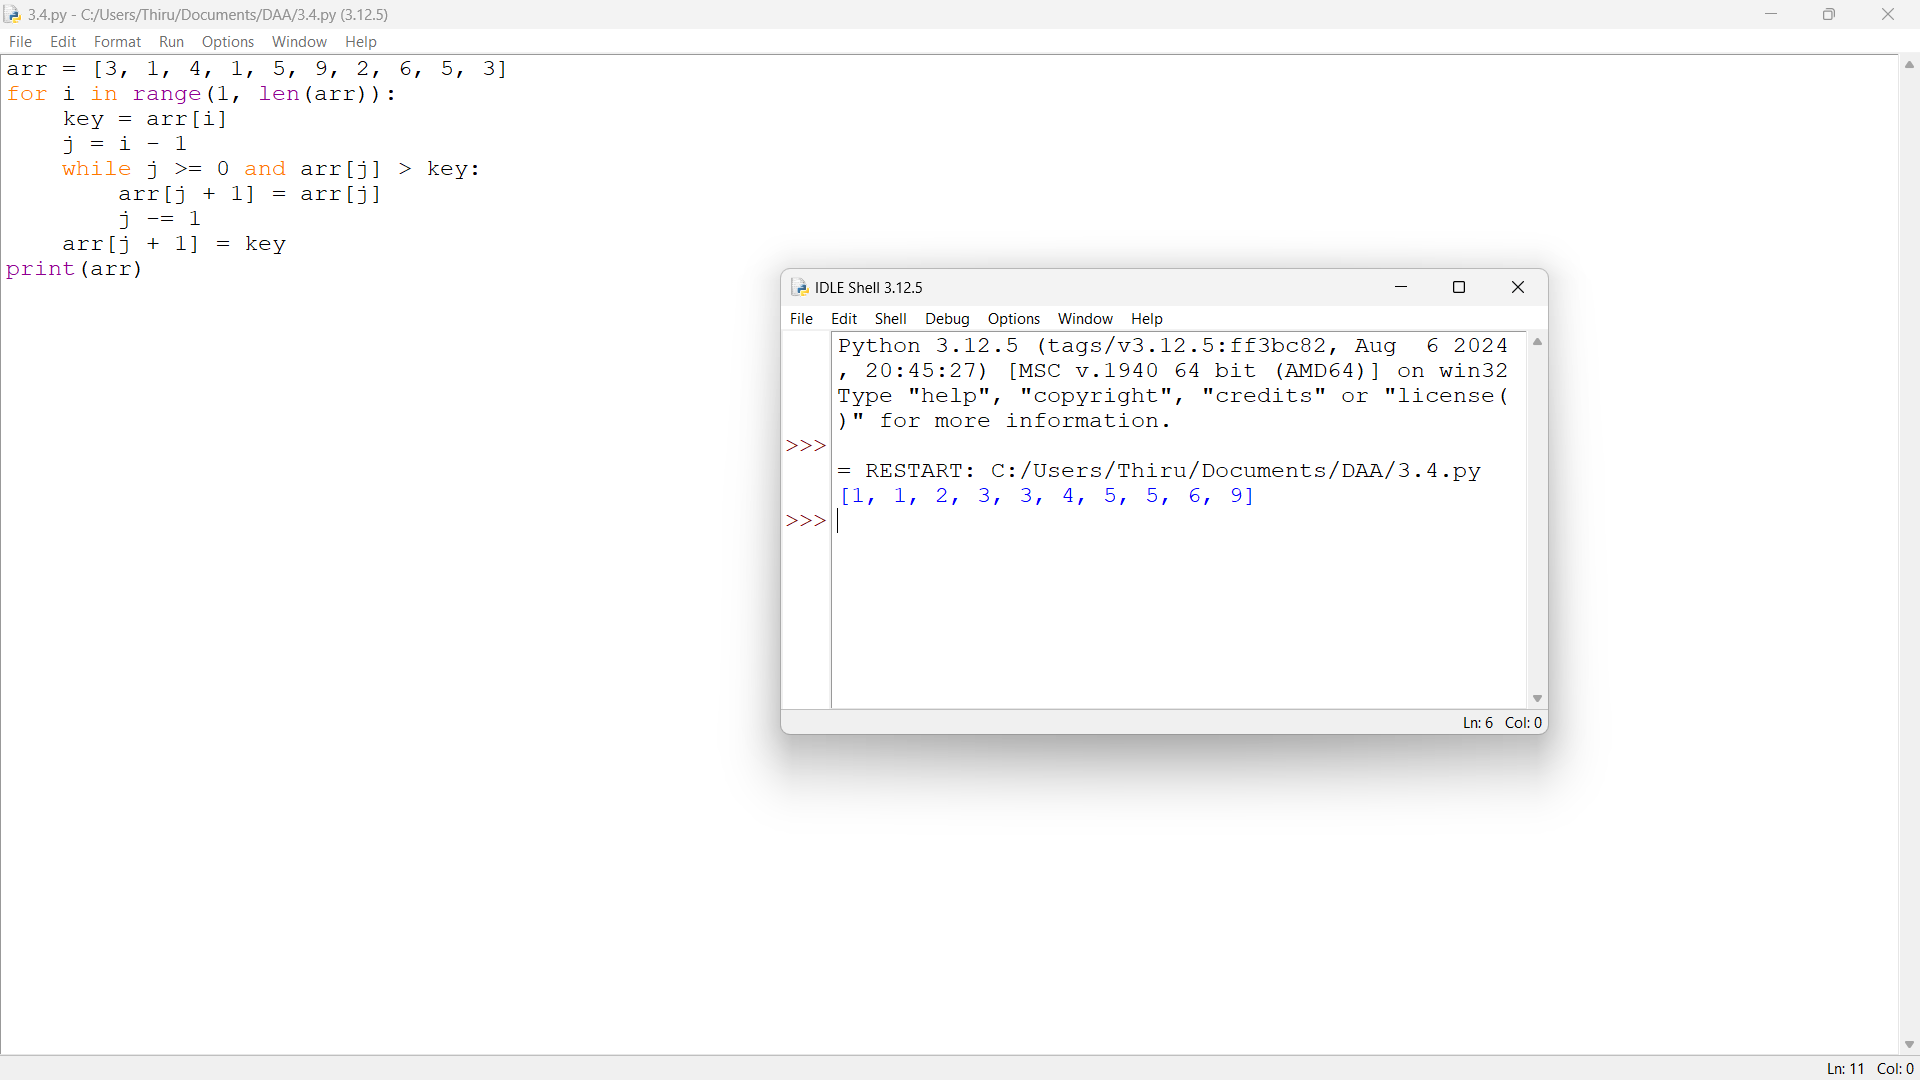 3.4.py - C:/Users/Thiru/Documents/DAA/3.4.py (3.12.5)
File Edit Format Run Options Window Help
arr = [3, 1, 4, 1, 5, 9, 2, 6, 5, 3]
for i in range(1, len(arr)):
    key = arr[i]
    j = i - 1
    while j >= 0 and arr[j] > key:
        arr[j + 1] = arr[j]
        j -= 1
    arr[j + 1] = key
print(arr)
IDLE Shell 3.12.5
File Edit Shell Debug Options Window Help
Python 3.12.5 (tags/v3.12.5:ff3bc82, Aug  6 2024
, 20:45:27) [MSC v.1940 64 bit (AMD64)] on win32
Type "help", "copyright", "credits" or "license(
)" for more information.
>>>
= RESTART: C:/Users/Thiru/Documents/DAA/3.4.py
[1, 1, 2, 3, 3, 4, 5, 5, 6, 9]
>>>
Ln: 6 Col: 0
Ln: 11 Col: 0